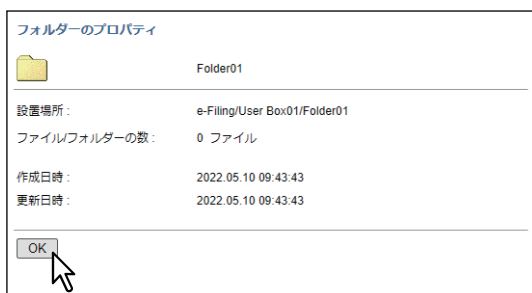 フォルダーのプロパティ
Folder01
設置場所 : e-Filing/User Box01/Folder01
ファイル/フォルダーの数 : 0 ファイル
作成日時 : 2022.05.10 09:43:43
更新日時 : 2022.05.10 09:43:43
OK